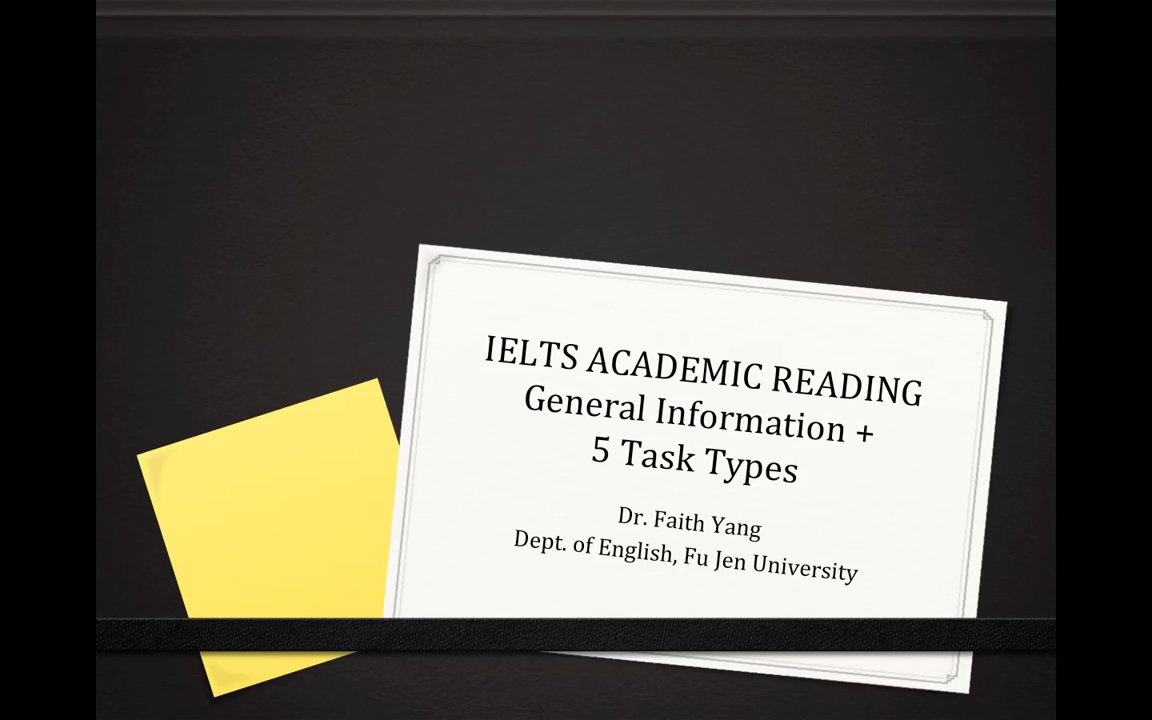 IELTS ACADEMIC READING
General Information +
5 Task Types
Dr. Faith Yang
Dept. of English, Fu Jen University